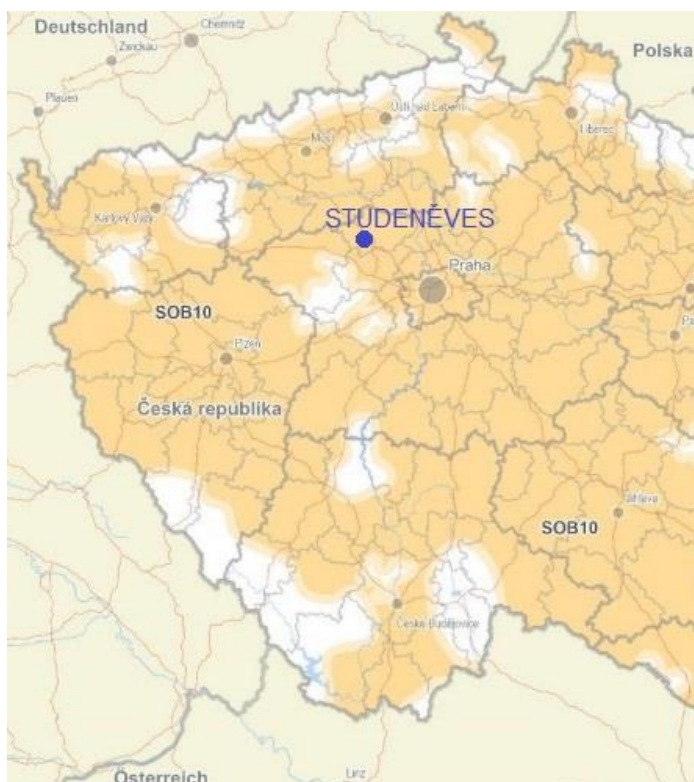 Deutschland
Chemnitz
Polska
Zwickau
Plauen
Ústí nad Labem
Most
Liberec
Karlovy Vary
STUDENĚVES
Praha
SOB10
Plzeň
Česká republika
Jihlava
SOB10
České Budějovice
Linz
Österreich